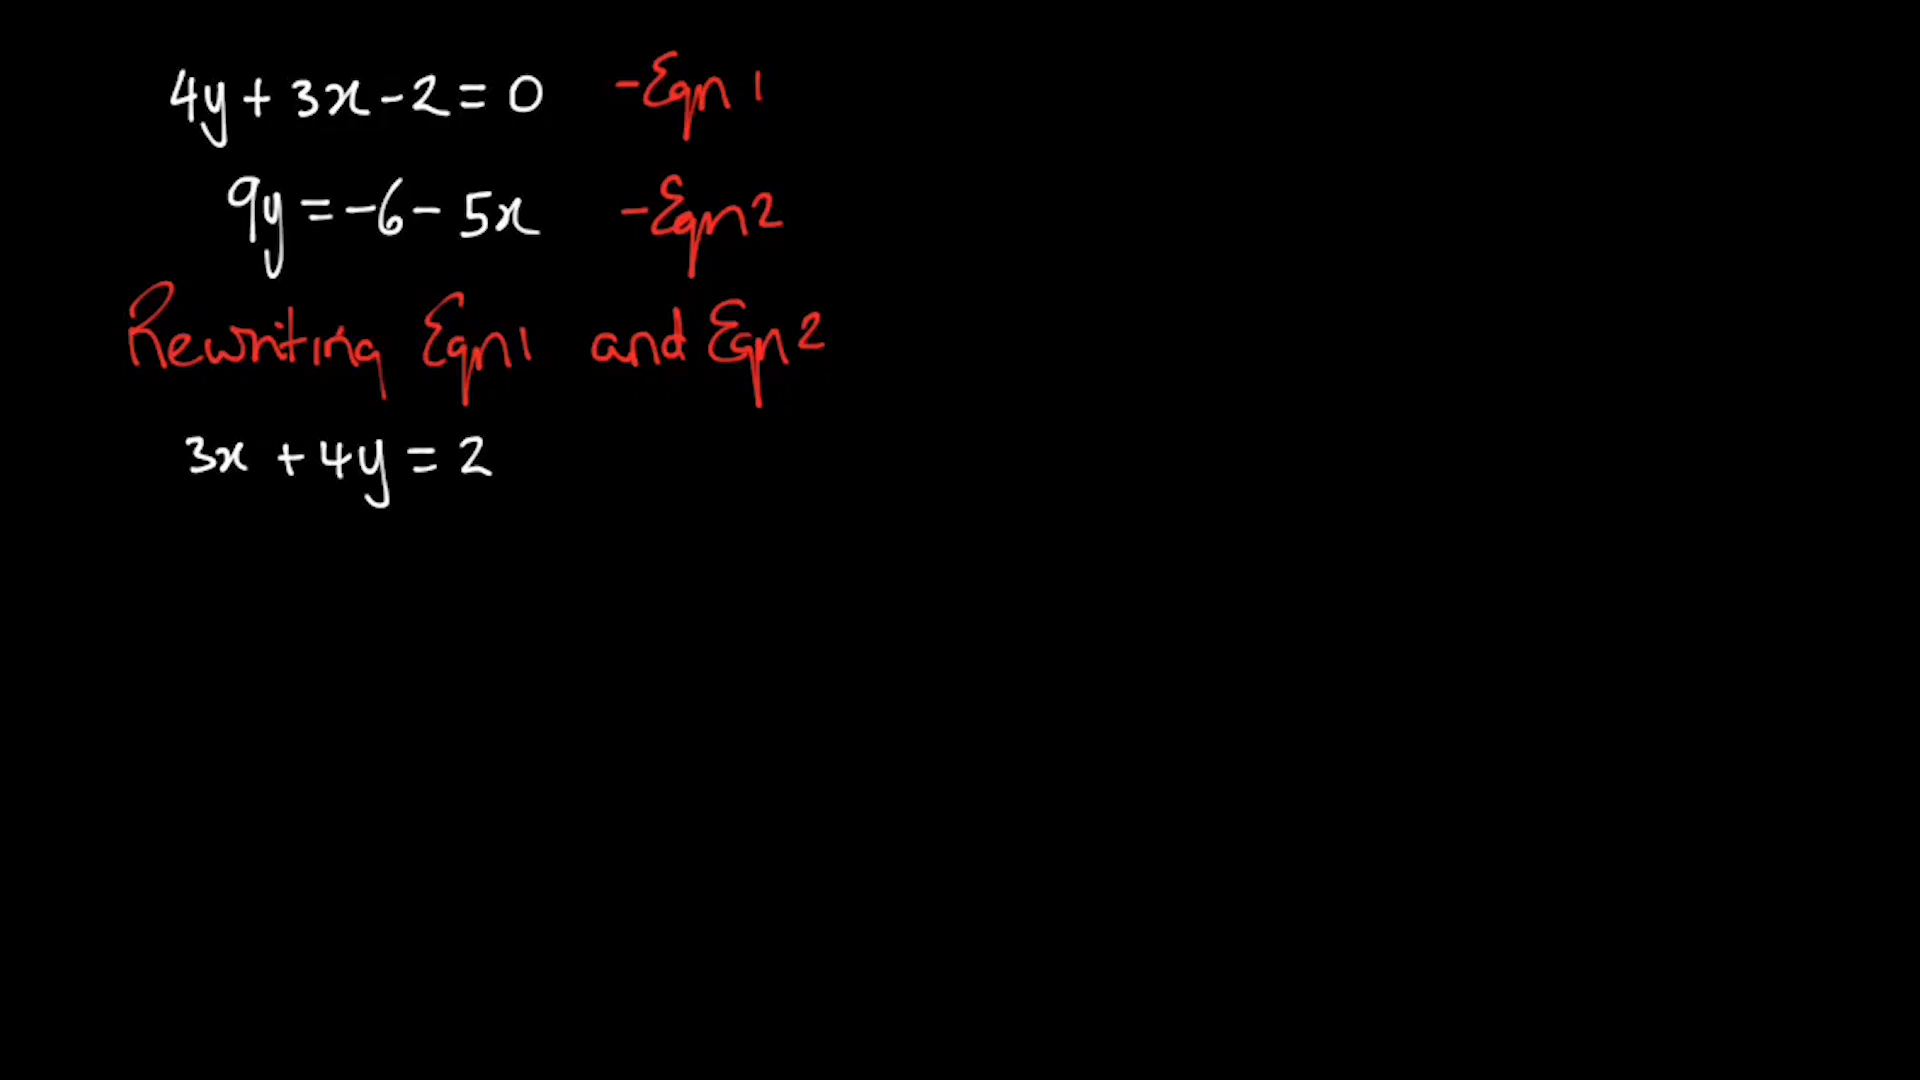 4y + 3x - 2 = 0 - Eqn 1
9y = -6 - 5x - Eqn 2
Rewriting Eqn 1 and Eqn 2
3x + 4y = 2